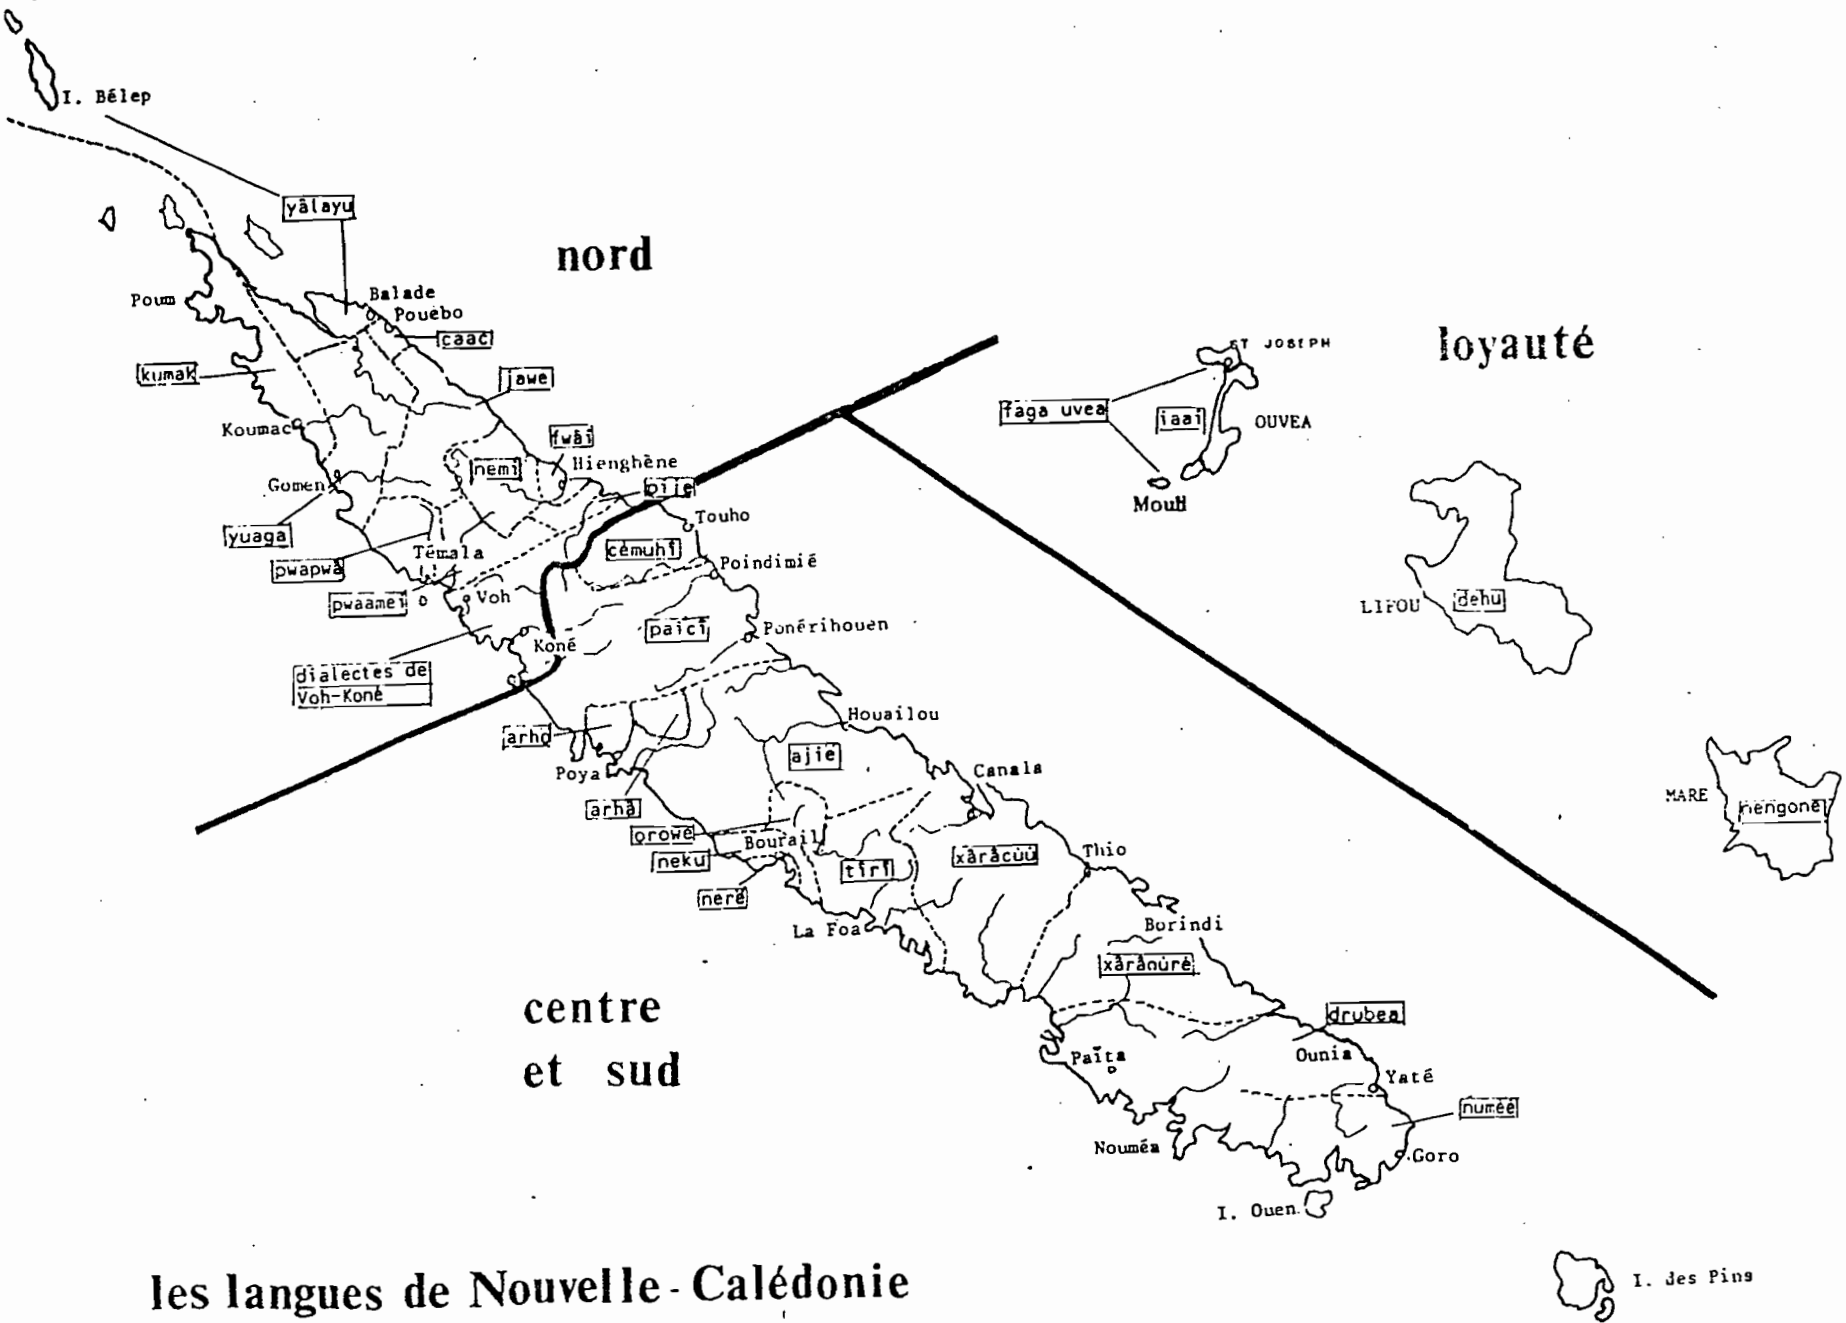 I. Bélep
yâlayu
nord
Balade
Poum
Pouébo
caac
kumak
jawe
Koumac
fwâi
nemi
Hienghène
Gomen
pije
yuaga
Touho
Témala
cèmuhî
pwapwâ
Poindimié
pwaamei
Voh
paicî
Ponérihouen
Koné
dialectes de
Voh-Koné
Houailou
arhö
ajië
Poya
arhâ
Canala
orowe
Bourail
neku
tîrî
xârâcùù
Thio
nerë
La Foa
Borindi
xârâgùrè
centre
et sud
drubea
Païta
Ounia
Yaté
numèè
Nouméa
Goro
I. Ouen
I. des Pins
loyauté
ST JOSEPH
faga uvea
iaai
OUVEA
Mouli
LIFOU
dehu
MARE
nengone
les langues de Nouvelle-Calédonie